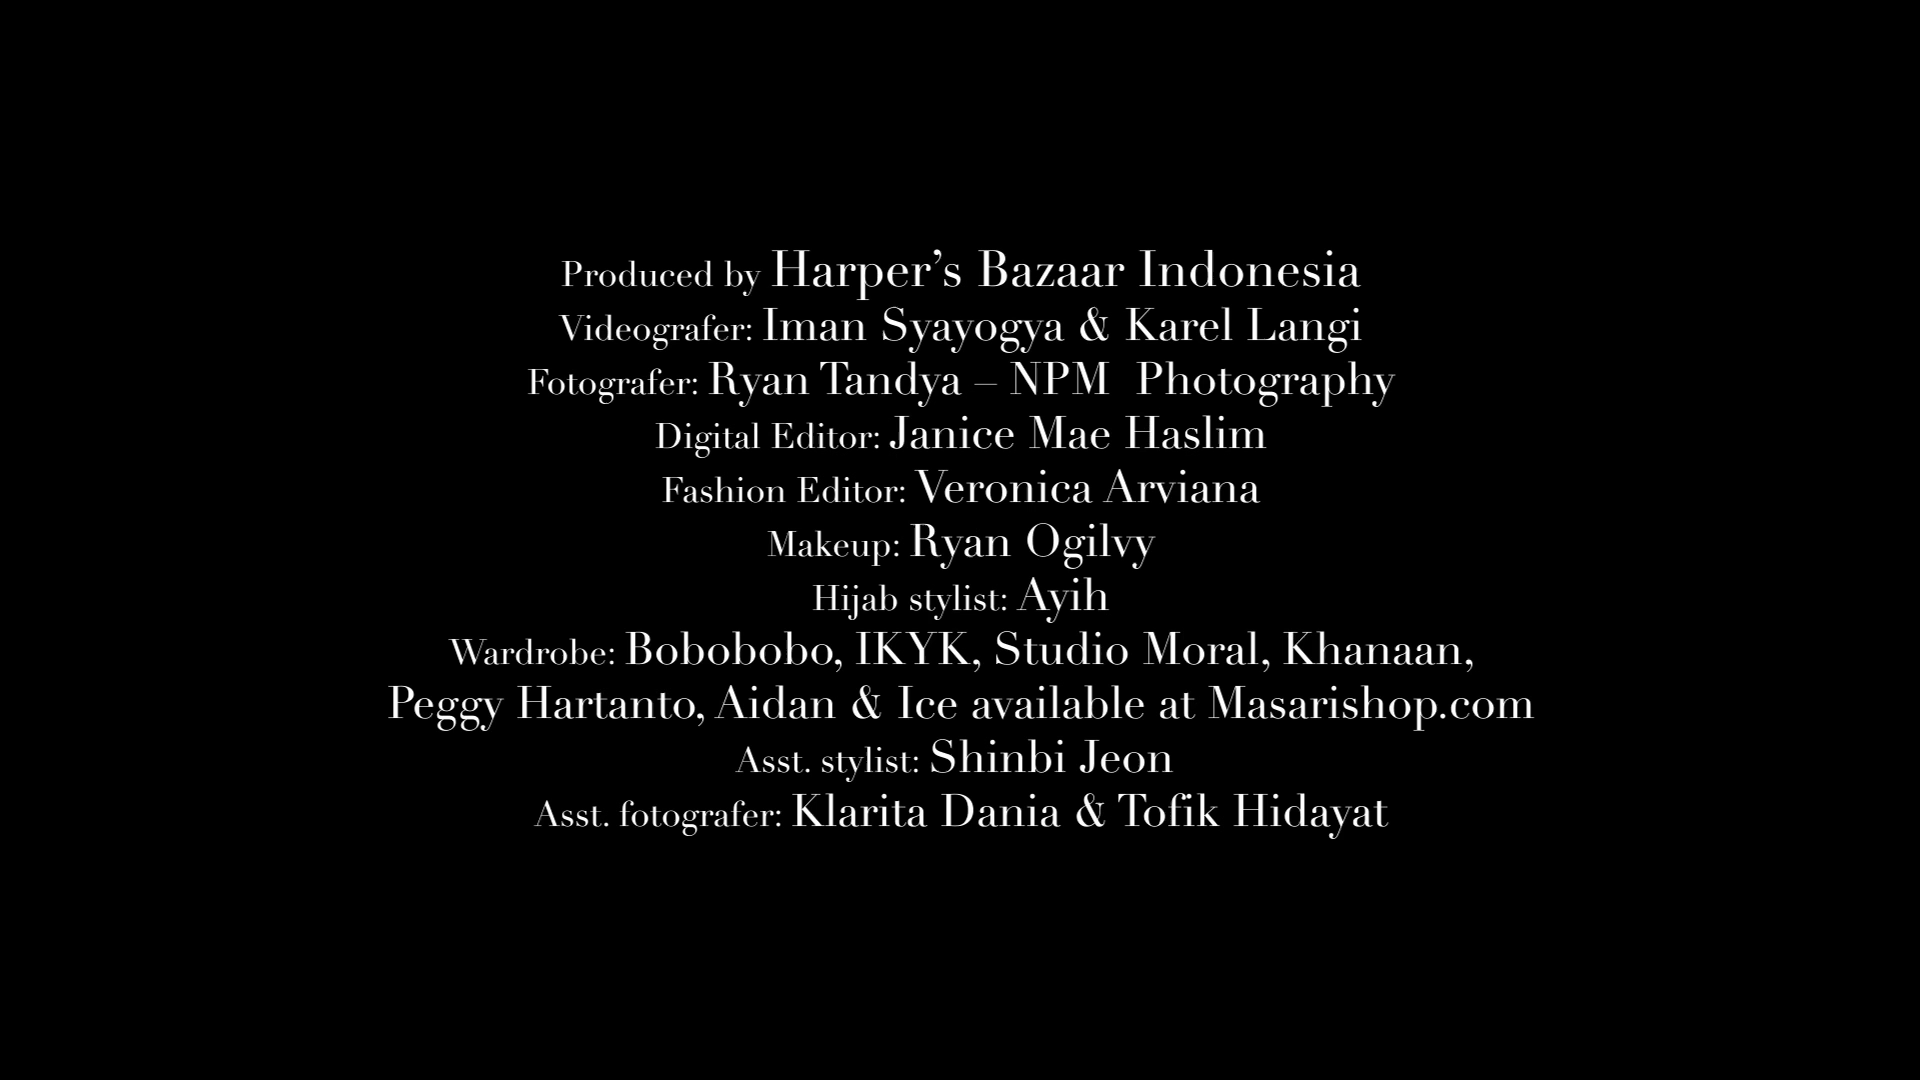 Produced by Harper’s Bazaar Indonesia
Videografer: Iman Syayogya & Karel Langi
Fotografer: Ryan Tandya – NPM  Photography
Digital Editor: Janice Mae Haslim
Fashion Editor: Veronica Arviana
Makeup: Ryan Ogilvy
Hijab stylist: Ayih
Wardrobe: Bobobobo, IKYK, Studio Moral, Khanaan,
Peggy Hartanto, Aidan & Ice available at Masarishop.com
Asst. stylist: Shinbi Jeon
Asst. fotografer: Klarita Dania & Tofik Hidayat